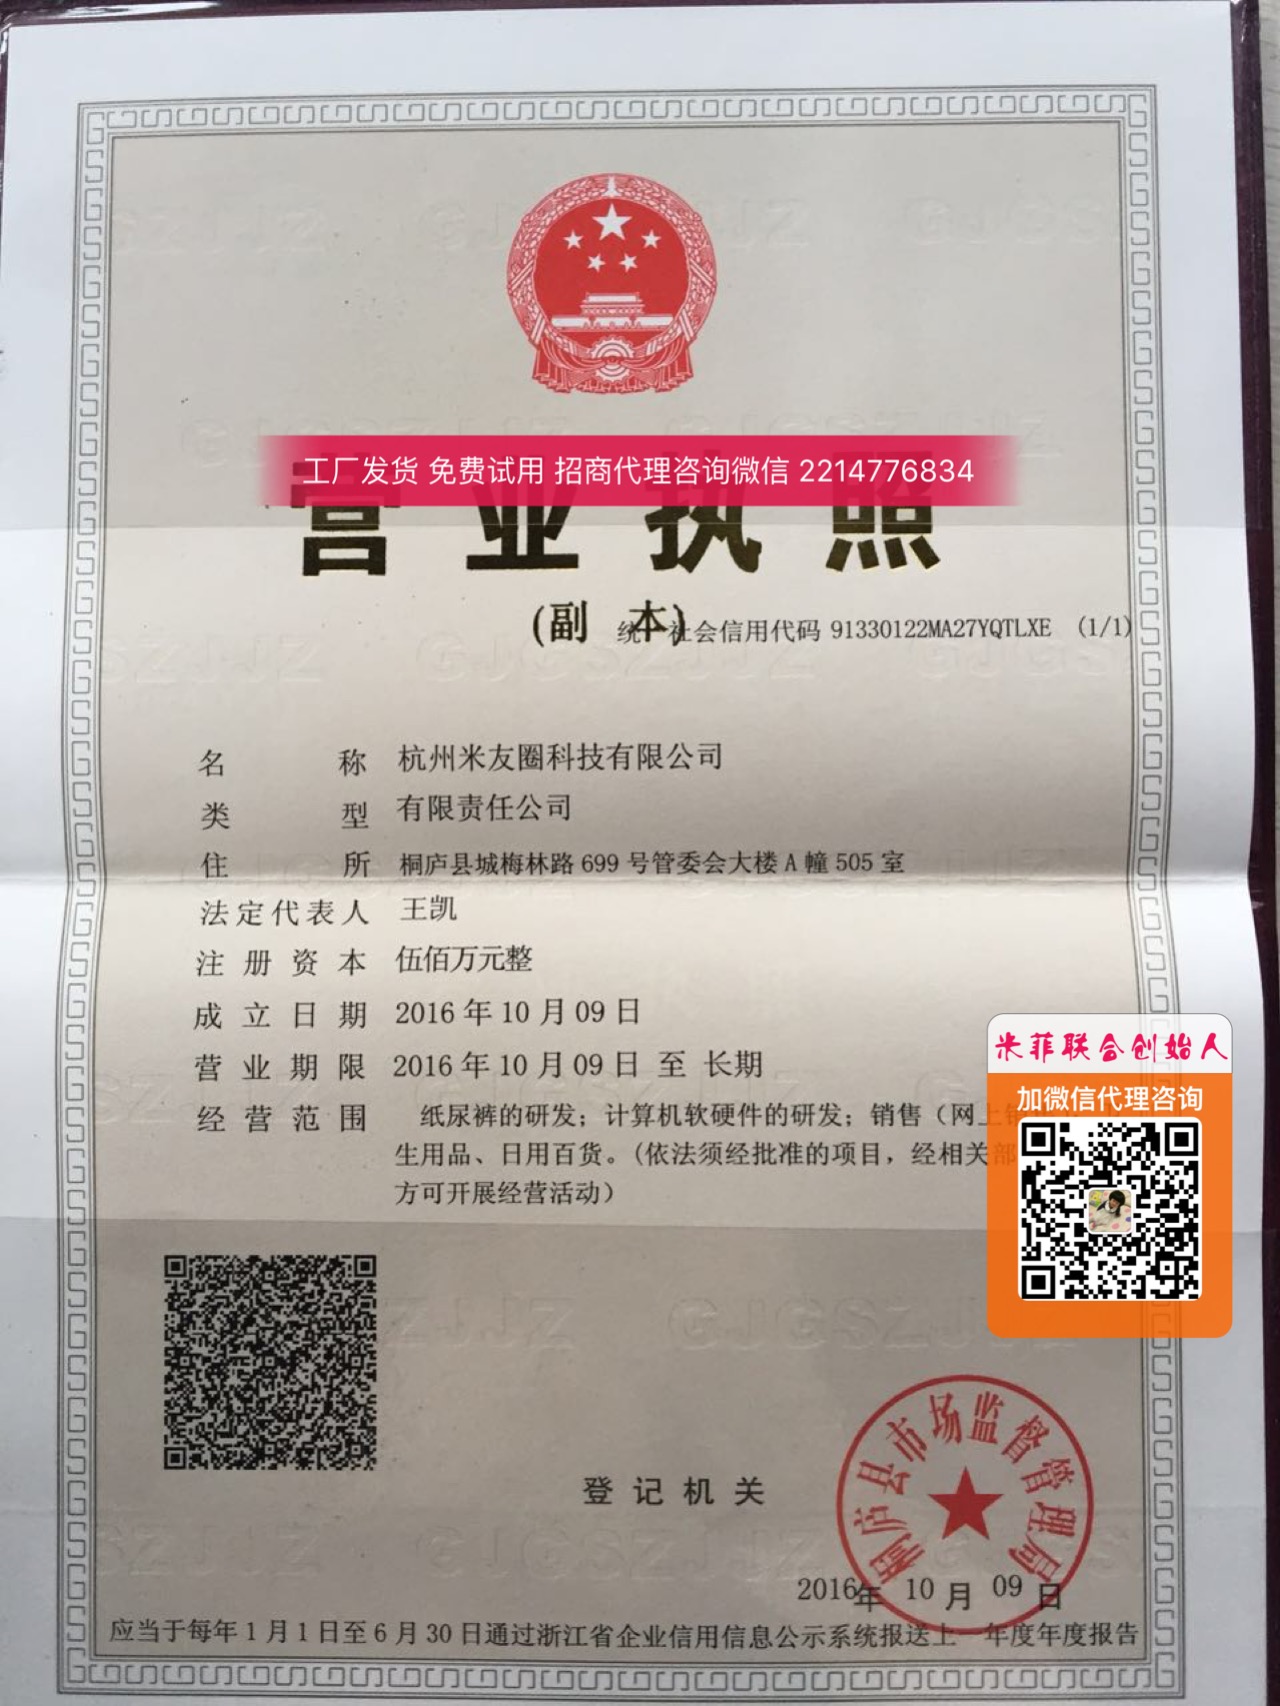 工厂发货 免费试用 招商代理咨询微信 2214776834
营业执照
(副 本)
统一社会信用代码 91330122MA27YQTLXE (1/1)
名 称 杭州米友圈科技有限公司
类 型 有限责任公司
住 所 桐庐县城梅林路 699 号管委会大楼 A 幢 505 室
法定代表人 王凯
注册资本 伍佰万元整
成立日期 2016 年 10 月 09 日
营业期限 2016 年 10 月 09 日 至 长期
经营范围 纸尿裤的研发；计算机软硬件的研发；销售（网上
生用品、日用百货。(依法须经批准的项目，经相关部
方可开展经营活动）
米菲联合创始人
加微信代理咨询
登记机关
桐庐县市场监督管理局
2016年 10 月 09 日
应当于每年 1 月 1 日至 6 月 30 日通过浙江省企业信用信息公示系统报送上一年度年度报告